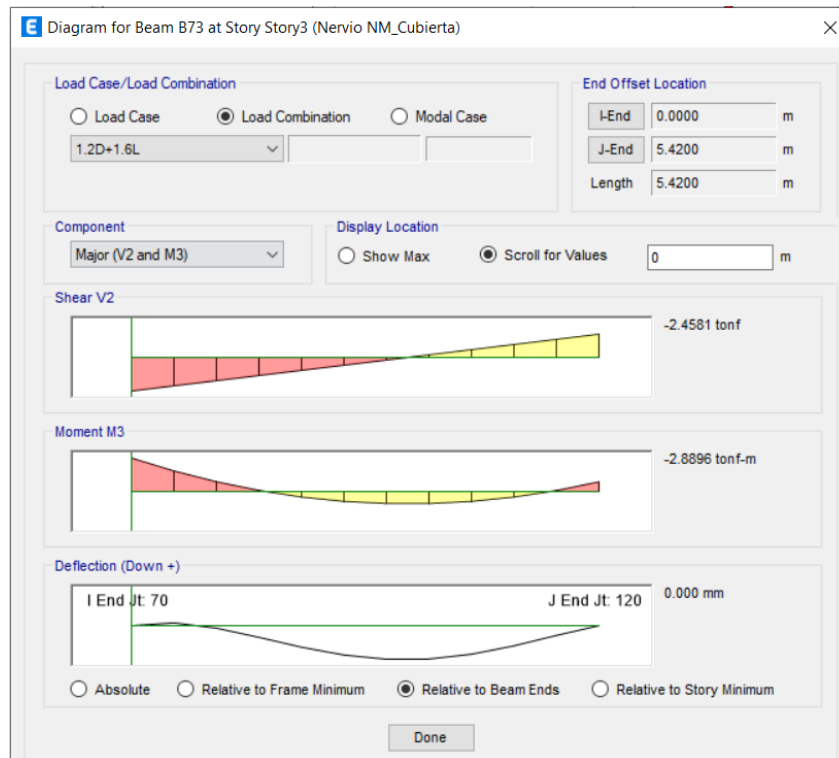 E Diagram for Beam B73 at Story Story3 (Nervio NM_Cubierta)
Load Case/Load Combination
Load Case Load Combination Modal Case
1.2D+1.6L
End Offset Location
I-End 0.0000 m
J-End 5.4200 m
Length 5.4200 m
Component
Major (V2 and M3)
Display Location
Show Max Scroll for Values 0 m
Shear V2
-2.4581 tonf
Moment M3
-2.8896 tonf-m
Deflection (Down +)
I End Jt: 70 J End Jt: 120 0.000 mm
Absolute Relative to Frame Minimum Relative to Beam Ends Relative to Story Minimum
Done